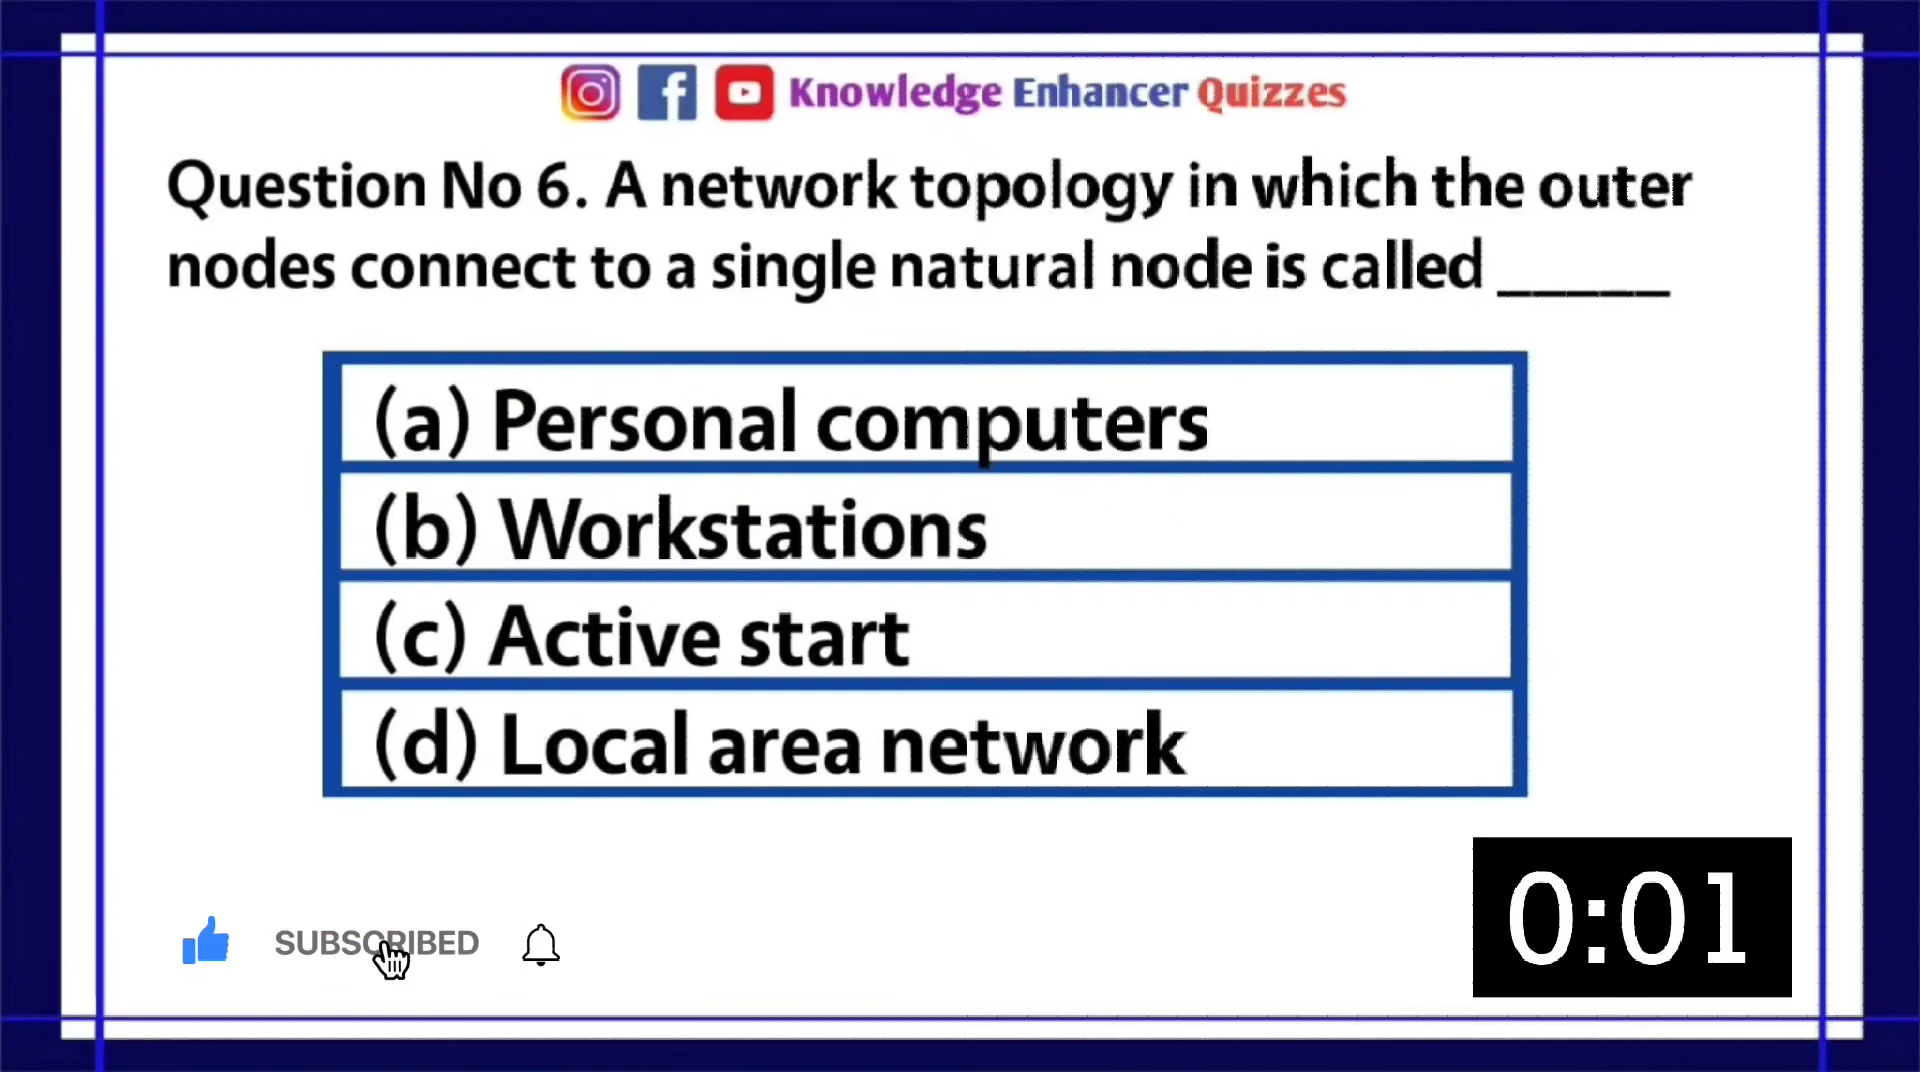 Knowledge Enhancer Quizzes
Question No 6. A network topology in which the outer
nodes connect to a single natural node is called _____
(a) Personal computers
(b) Workstations
(c) Active start
(d) Local area network
SUBSCRIBED
0:01